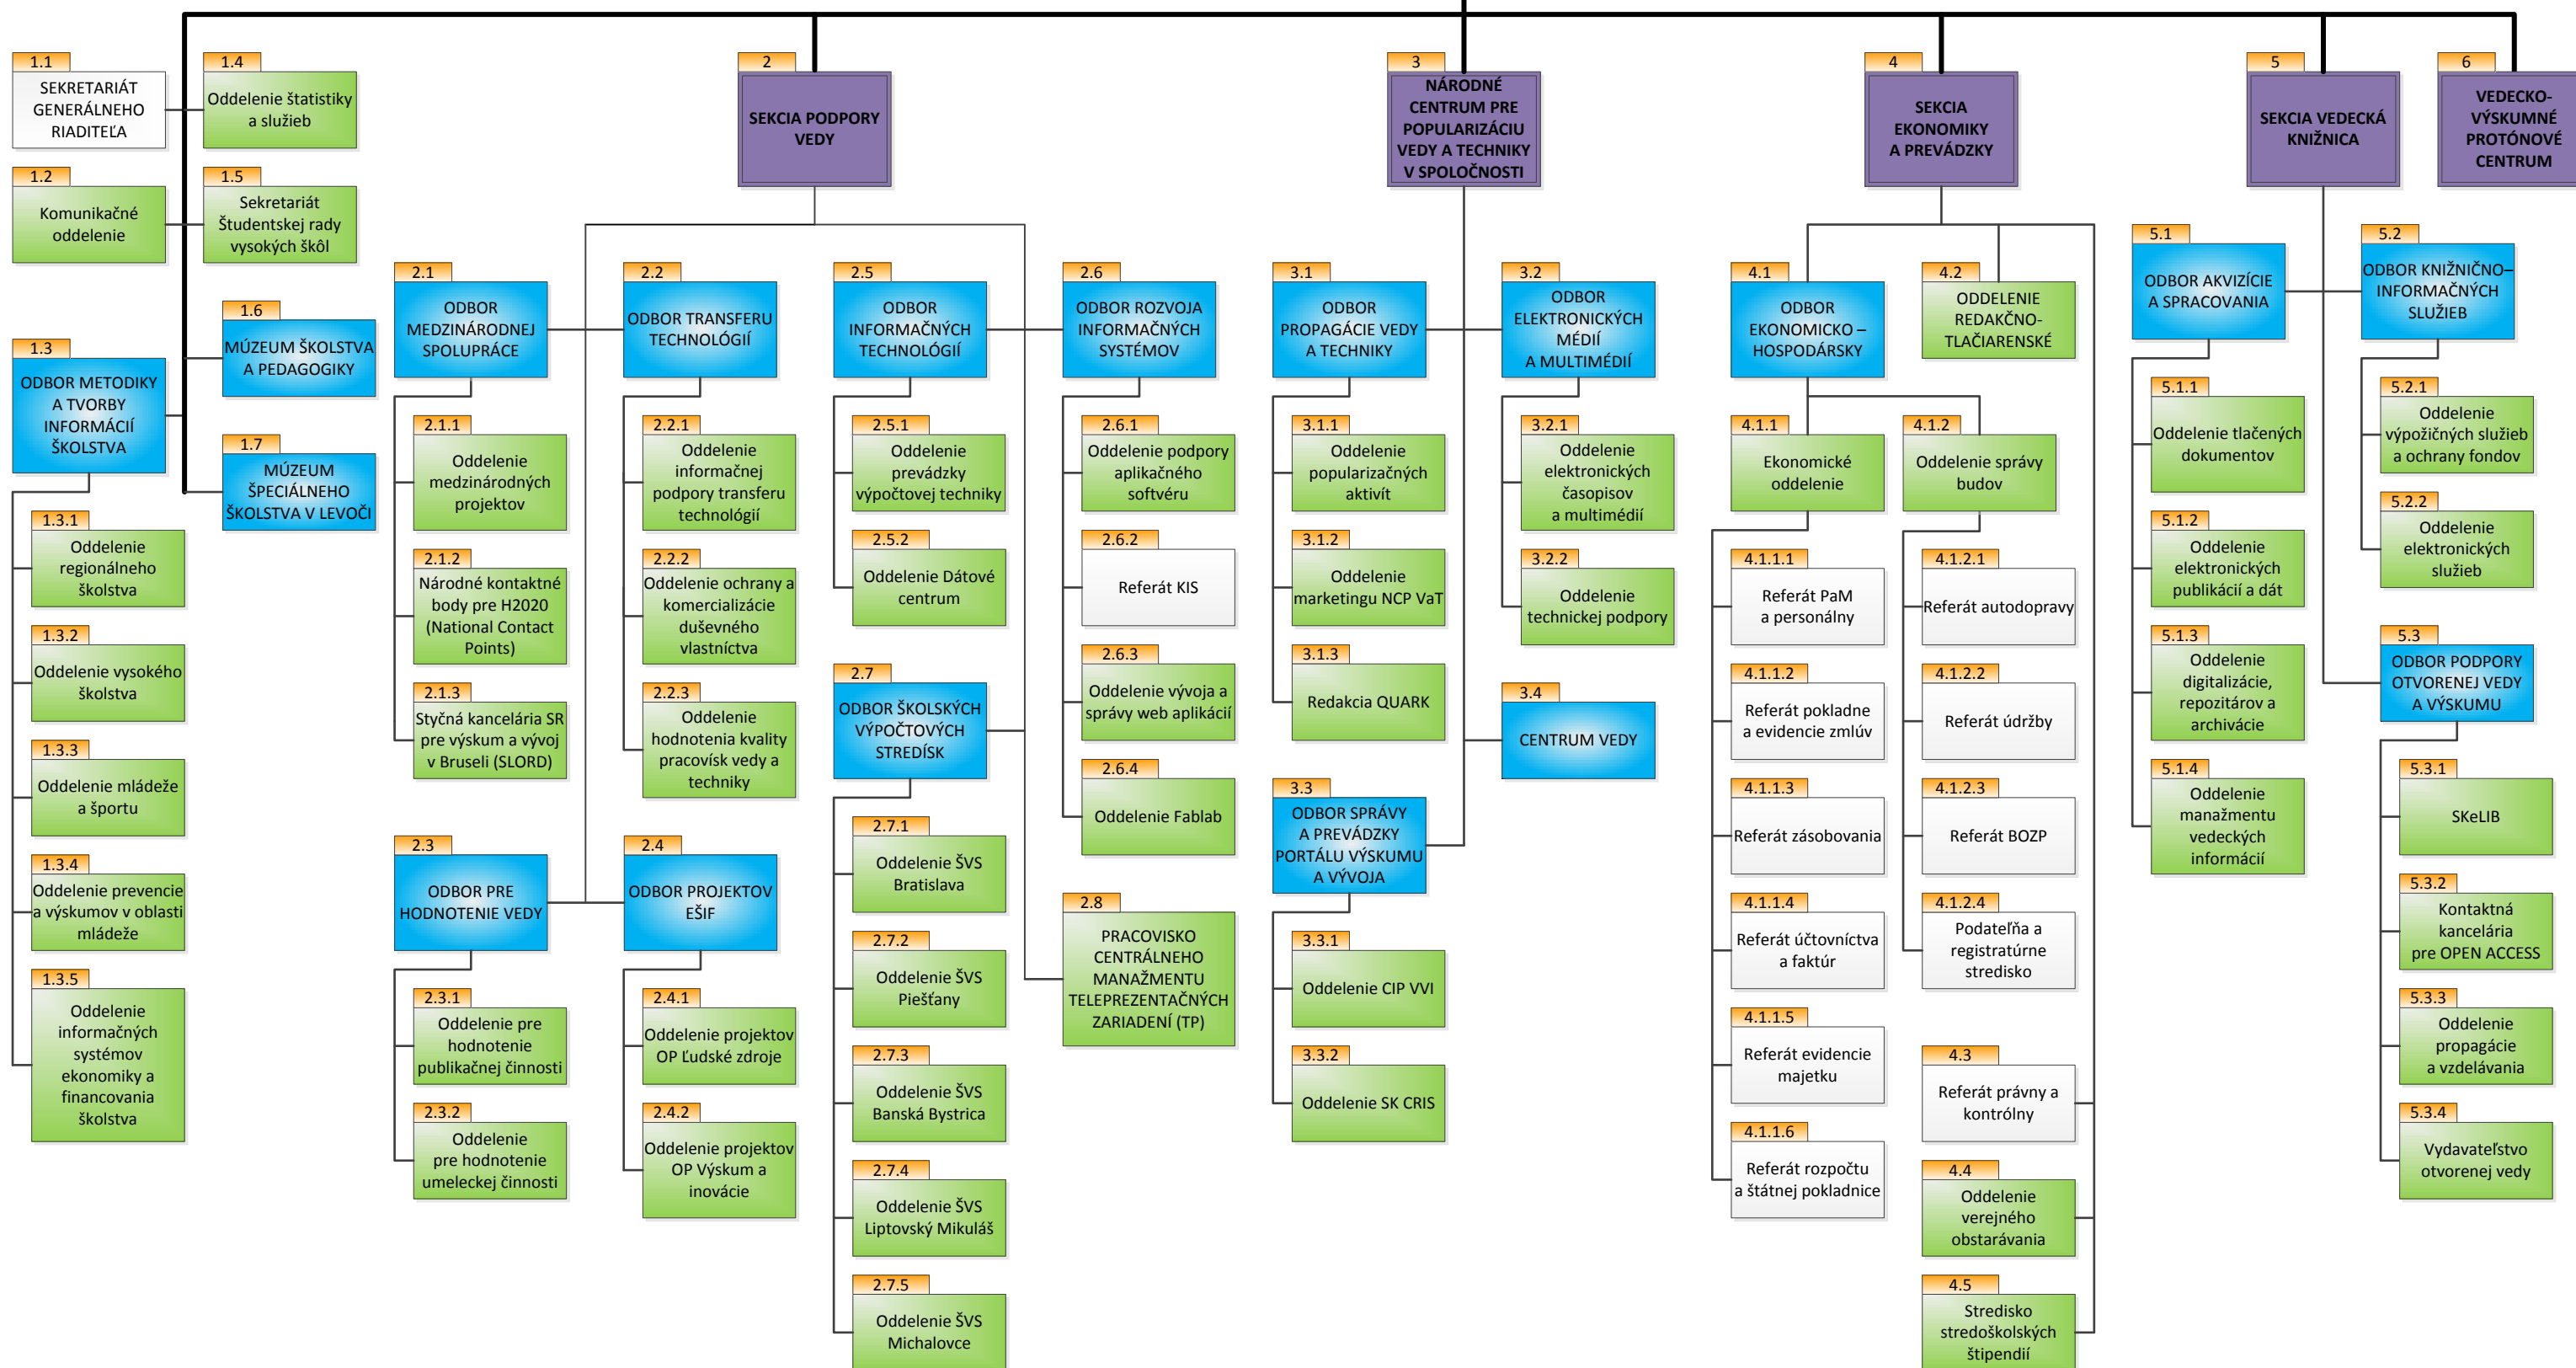 1.1
SEKRETARIÁT
GENERÁLNEHO
RIADITEĽA
1.4
Oddelenie štatistiky
a služieb
1.2
Komunikačné
oddelenie
1.5
Sekretariát
Študentskej rady
vysokých škôl
1.6
MÚZEUM ŠKOLSTVA
A PEDAGOGIKY
1.3
ODBOR METODIKY
A TVORBY
INFORMÁCIÍ
ŠKOLSTVA
1.7
MÚZEUM
ŠPECIÁLNEHO
ŠKOLSTVA V LEVOČI
1.3.1
Oddelenie
regionálneho
školstva
1.3.2
Oddelenie vysokého
školstva
1.3.3
Oddelenie mládeže
a športu
1.3.4
Oddelenie prevencie
a výskumov v oblasti
mládeže
1.3.5
Oddelenie
informačných
systémov
ekonomiky a
financovania
školstva
2
SEKCIA PODPORY
VEDY
2.1
ODBOR
MEDZINÁRODNEJ
SPOLUPRÁCE
2.1.1
Oddelenie
medzinárodných
projektov
2.1.2
Národné kontaktné
body pre H2020
(National Contact
Points)
2.1.3
Styčná kancelária SR
pre výskum a vývoj
v Bruseli (SLORD)
2.2
ODBOR TRANSFERU
TECHNOLÓGIÍ
2.2.1
Oddelenie
informačnej
podpory transferu
technológií
2.2.2
Oddelenie ochrany a
komercializácie
duševného
vlastníctva
2.2.3
Oddelenie
hodnotenia kvality
pracovísk vedy a
techniky
2.3
ODBOR PRE
HODNOTENIE VEDY
2.3.1
Oddelenie pre
hodnotenie
publikačnej činnosti
2.3.2
Oddelenie
pre hodnotenie
umeleckej činnosti
2.4
ODBOR PROJEKTOV
EŠIF
2.4.1
Oddelenie projektov
OP Ľudské zdroje
2.4.2
Oddelenie projektov
OP Výskum a
inovácie
2.5
ODBOR
INFORMAČNÝCH
TECHNOLÓGIÍ
2.5.1
Oddelenie
prevádzky
výpočtovej techniky
2.5.2
Oddelenie Dátové
centrum
2.6
ODBOR ROZVOJA
INFORMAČNÝCH
SYSTÉMOV
2.6.1
Oddelenie podpory
aplikačného
softvéru
2.6.2
Referát KIS
2.6.3
Oddelenie vývoja a
správy web aplikácií
2.6.4
Oddelenie Fablab
2.7
ODBOR ŠKOLSKÝCH
VÝPOČTOVÝCH
STREDÍSK
2.7.1
Oddelenie ŠVS
Bratislava
2.7.2
Oddelenie ŠVS
Piešťany
2.7.3
Oddelenie ŠVS
Banská Bystrica
2.7.4
Oddelenie ŠVS
Liptovský Mikuláš
2.7.5
Oddelenie ŠVS
Michalovce
2.8
PRACOVISKO
CENTRÁLNEHO
MANAŽMENTU
TELEPREZENTAČNÝCH
ZARIADENÍ (TP)
3
NÁRODNÉ
CENTRUM PRE
POPULARIZÁCIU
VEDY A TECHNIKY
V SPOLOČNOSTI
3.1
ODBOR
PROPAGÁCIE VEDY
A TECHNIKY
3.1.1
Oddelenie
popularizačných
aktivít
3.1.2
Oddelenie
marketingu NCP VaT
3.1.3
Redakcia QUARK
3.2
ODBOR
ELEKTRONICKÝCH
MÉDIÍ
A MULTIMÉDIÍ
3.2.1
Oddelenie
elektronických
časopisov
a multimédií
3.2.2
Oddelenie
technickej podpory
3.4
CENTRUM VEDY
3.3
ODBOR SPRÁVY
A PREVÁDZKY
PORTÁLU VÝSKUMU
A VÝVOJA
3.3.1
Oddelenie CIP VVI
3.3.2
Oddelenie SK CRIS
4
SEKCIA
EKONOMIKY
A PREVÁDZKY
4.1
ODBOR
EKONOMICKO –
HOSPODÁRSKY
4.2
ODDELENIE
REDAKČNO-
TLAČIARENSKÉ
4.1.1
Ekonomické
oddelenie
4.1.2
Oddelenie správy
budov
4.1.1.1
Referát PaM
a personálny
4.1.1.2
Referát pokladne
a evidencie zmlúv
4.1.1.3
Referát zásobovania
4.1.1.4
Referát účtovníctva
a faktúr
4.1.1.5
Referát evidencie
majetku
4.1.1.6
Referát rozpočtu
a štátnej pokladnice
4.1.2.1
Referát autodopravy
4.1.2.2
Referát údržby
4.1.2.3
Referát BOZP
4.1.2.4
Podateľňa a
registratúrne
stredisko
4.3
Referát právny a
kontrólny
4.4
Oddelenie
verejného
obstarávania
4.5
Stredisko
stredoškolských
štipendií
5
SEKCIA VEDECKÁ
KNIŽNICA
5.1
ODBOR AKVIZÍCIE
A SPRACOVANIA
5.1.1
Oddelenie tlačených
dokumentov
5.1.2
Oddelenie
elektronických
publikácií a dát
5.1.3
Oddelenie
digitalizácie,
repozitárov a
archivácie
5.1.4
Oddelenie
manažmentu
vedeckých
informácií
5.2
ODBOR KNIŽNIČNO–
INFORMAČNÝCH
SLUŽIEB
5.2.1
Oddelenie
výpožičných služieb
a ochrany fondov
5.2.2
Oddelenie
elektronických
služieb
5.3
ODBOR PODPORY
OTVORENEJ VEDY
A VÝSKUMU
5.3.1
SKeLIB
5.3.2
Kontaktná
kancelária
pre OPEN ACCESS
5.3.3
Oddelenie
propagácie
a vzdelávania
5.3.4
Vydavateľstvo
otvorenej vedy
6
VEDECKO-
VÝSKUMNÉ
PROTÓNOVÉ
CENTRUM